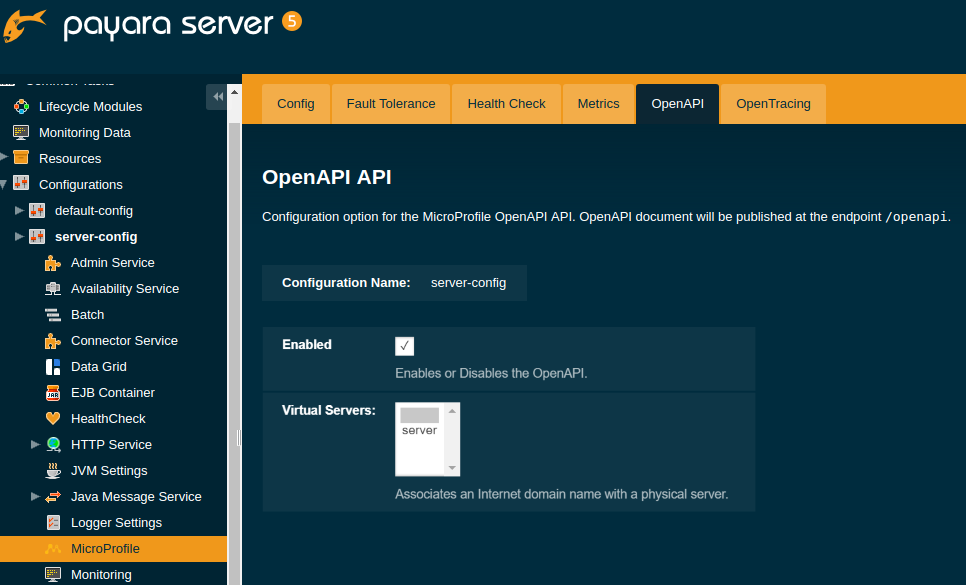 payara server 5
Common Tasks
Lifecycle Modules
Monitoring Data
Resources
Configurations
default-config
server-config
Admin Service
Availability Service
Batch
Connector Service
Data Grid
EJB Container
HealthCheck
HTTP Service
JVM Settings
Java Message Service
Logger Settings
MicroProfile
Monitoring
Config Fault Tolerance Health Check Metrics OpenAPI OpenTracing
OpenAPI API
Configuration option for the MicroProfile OpenAPI API. OpenAPI document will be published at the endpoint /openapi.
Configuration Name: server-config
Enabled
Enables or Disables the OpenAPI.
Virtual Servers:
server
Associates an Internet domain name with a physical server.